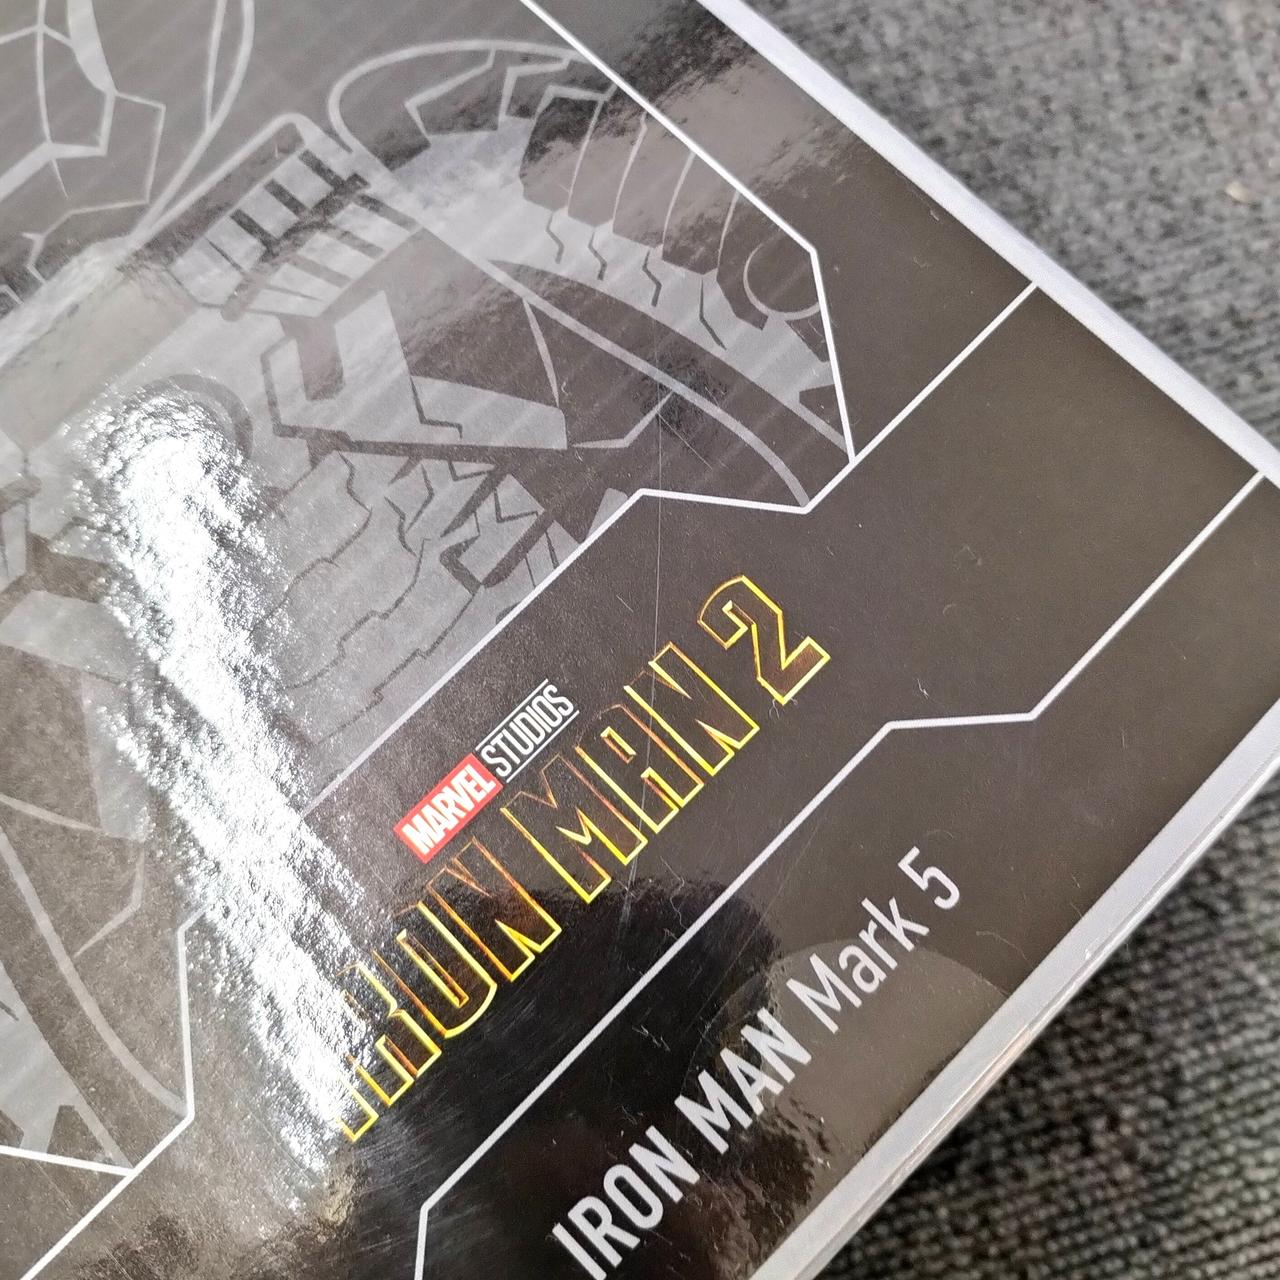 MARVEL STUDIOS
IRON MAN 2
IRON MAN Mark 5